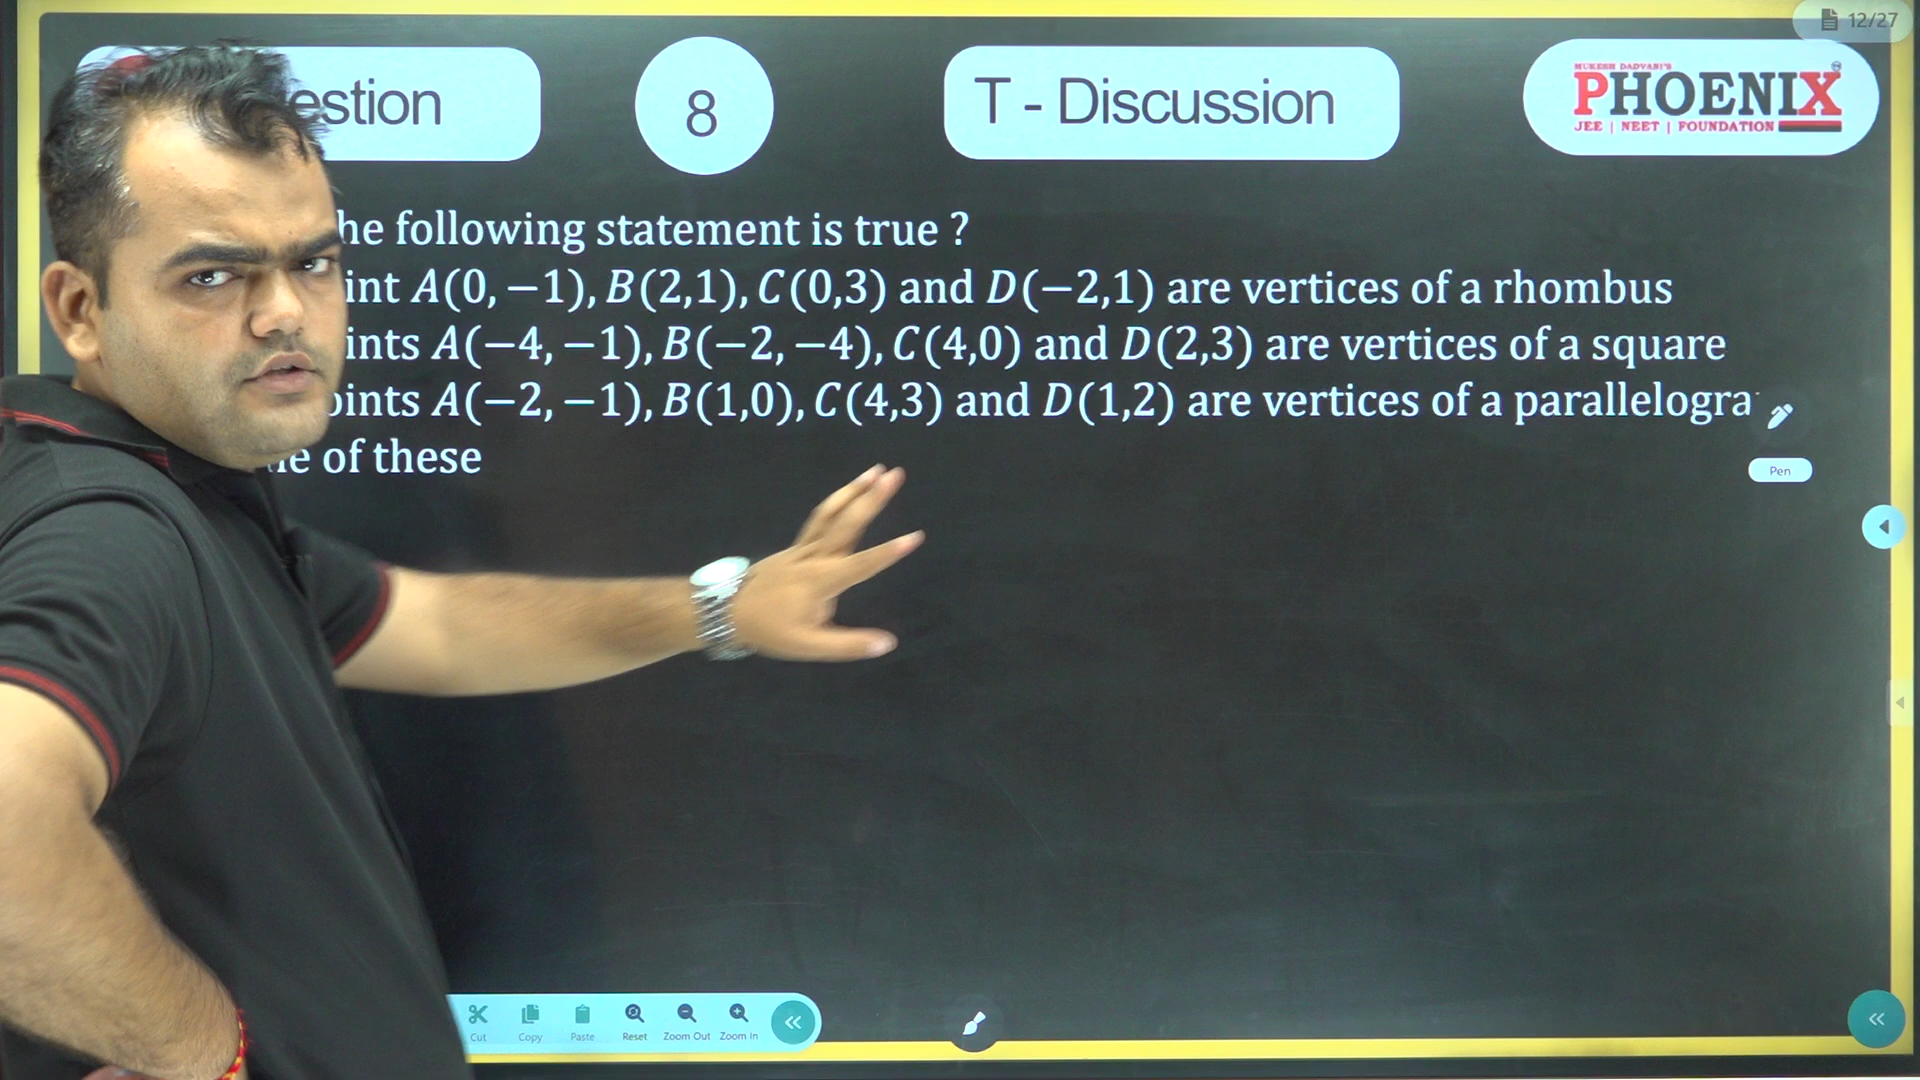 12/27
estion
8
T - Discussion
MUKESH DADVANI'S
PHOENIX
JEE | NEET | FOUNDATION
he following statement is true ?
int A(0, −1), B(2,1), C(0,3) and D(−2,1) are vertices of a rhombus
ints A(−4, −1), B(−2, −4), C(4,0) and D(2,3) are vertices of a square
oints A(−2, −1), B(1,0), C(4,3) and D(1,2) are vertices of a parallelogra
ne of these
Pen
Cut Copy Paste Reset Zoom Out Zoom In